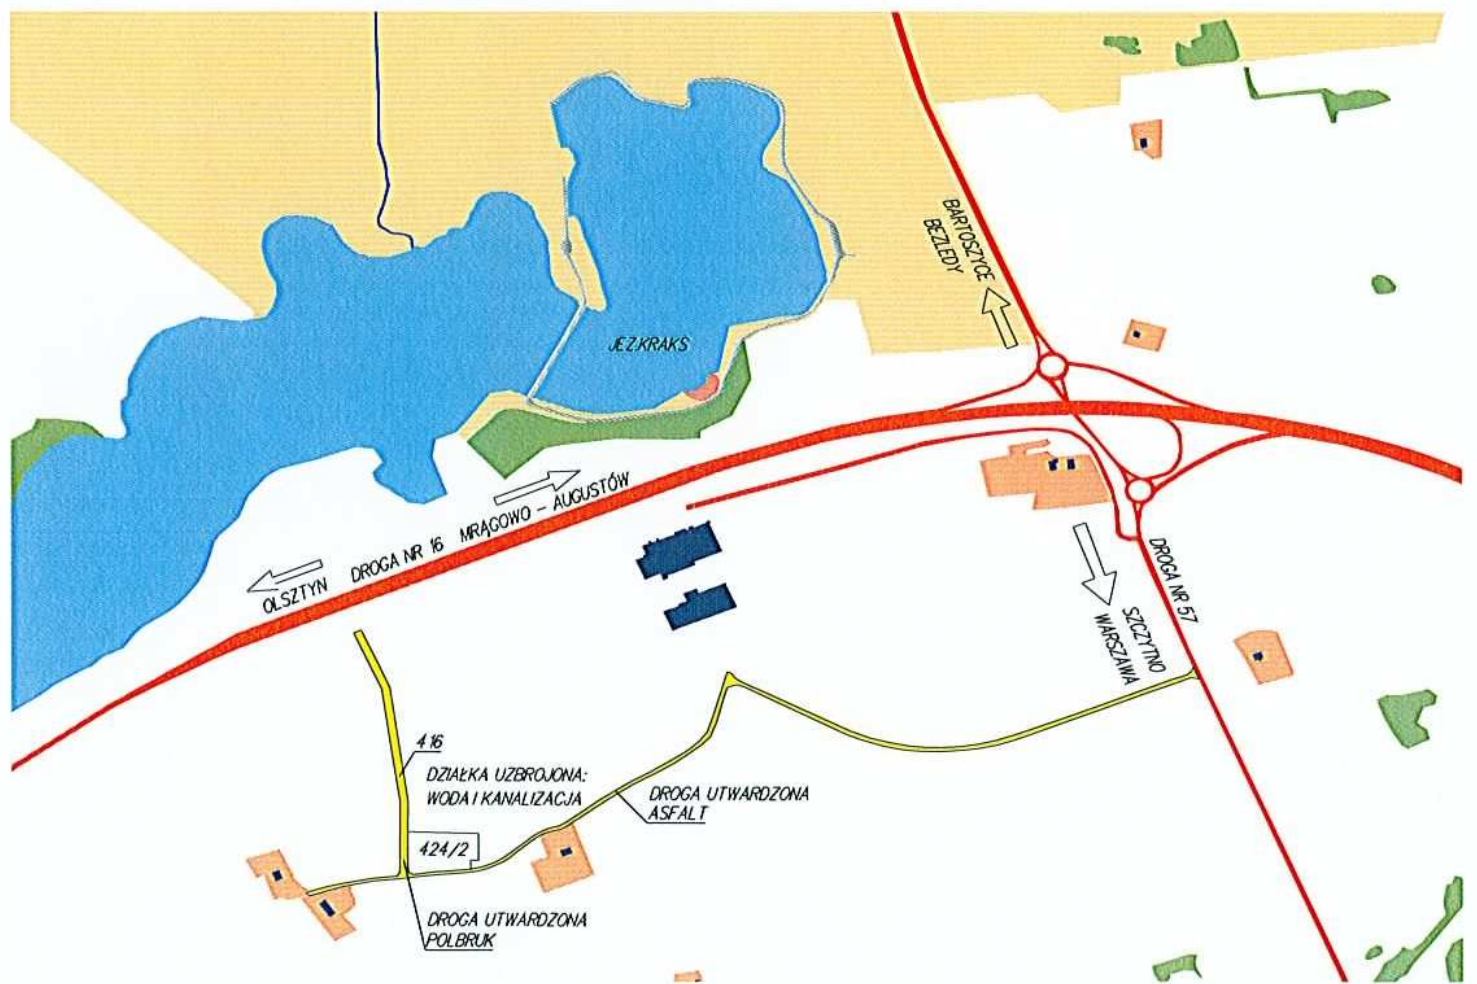 BARTOSZYCE
BEZLEDY
JEZ.KRAKS
OLSZTYN
DROGA NR 16 MRĄGOWO - AUGUSTÓW
DROGA NR 57
SZCZYTNO
WARSZAWA
416
DZIAŁKA UZBROJONA:
WODA I KANALIZACJA
DROGA UTWARDZONA
ASFALT
424/2
DROGA UTWARDZONA
POLBRUK